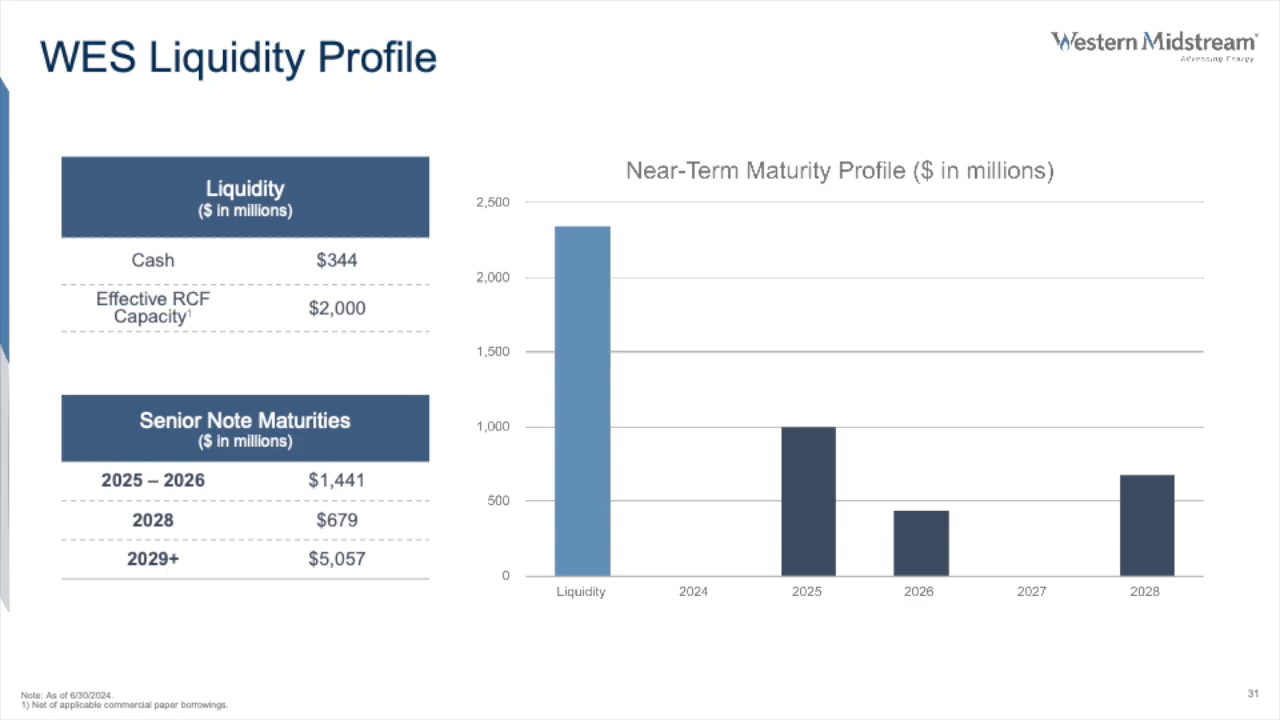 WES Liquidity Profile
Western Midstream
Advancing Energy
Liquidity
($ in millions)
Cash $344
Effective RCF
Capacity1 $2,000
Senior Note Maturities
($ in millions)
2025 – 2026 $1,441
2028 $679
2029+ $5,057
Near-Term Maturity Profile ($ in millions)
2,500
2,000
1,500
1,000
500
0
Liquidity 2024 2025 2026 2027 2028
Note: As of 6/30/2024.
1) Net of applicable commercial paper borrowings.
31